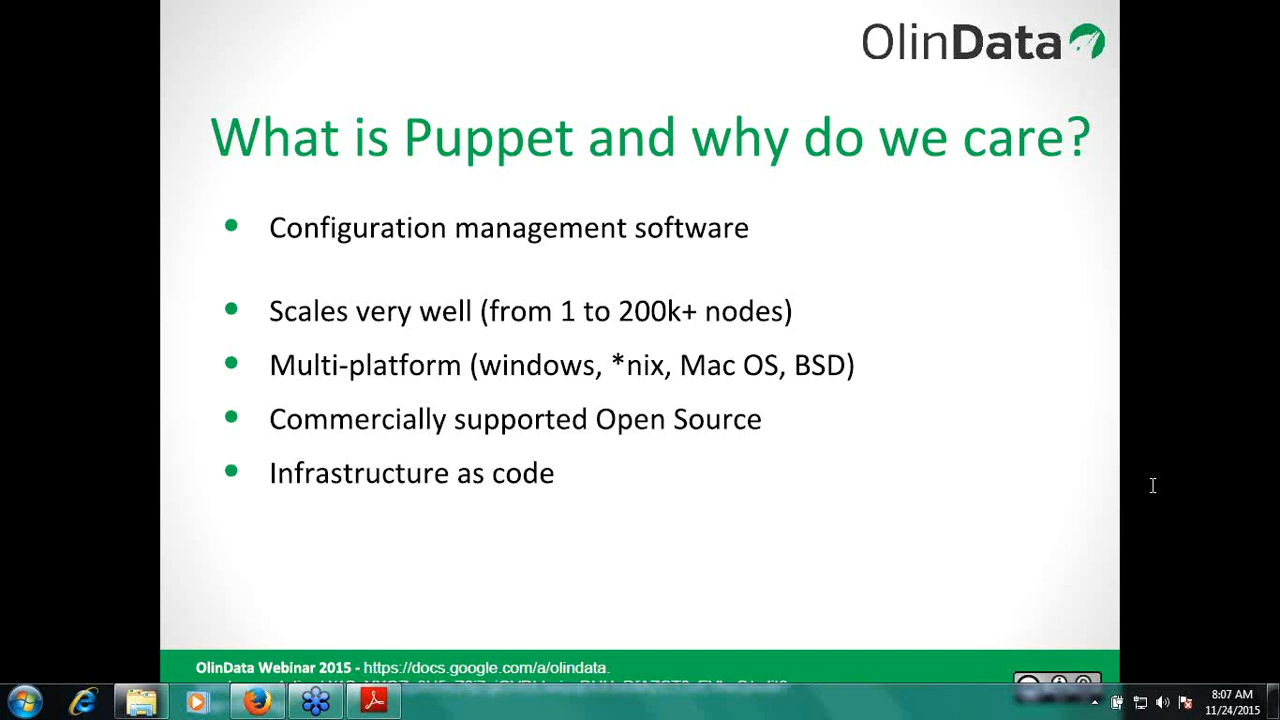 OlinData
What is Puppet and why do we care?
Configuration management software
Scales very well (from 1 to 200k+ nodes)
Multi-platform (windows, *nix, Mac OS, BSD)
Commercially supported Open Source
Infrastructure as code
OlinData Webinar 2015 - https://docs.google.com/a/olindata.
8:07 AM
11/24/2015